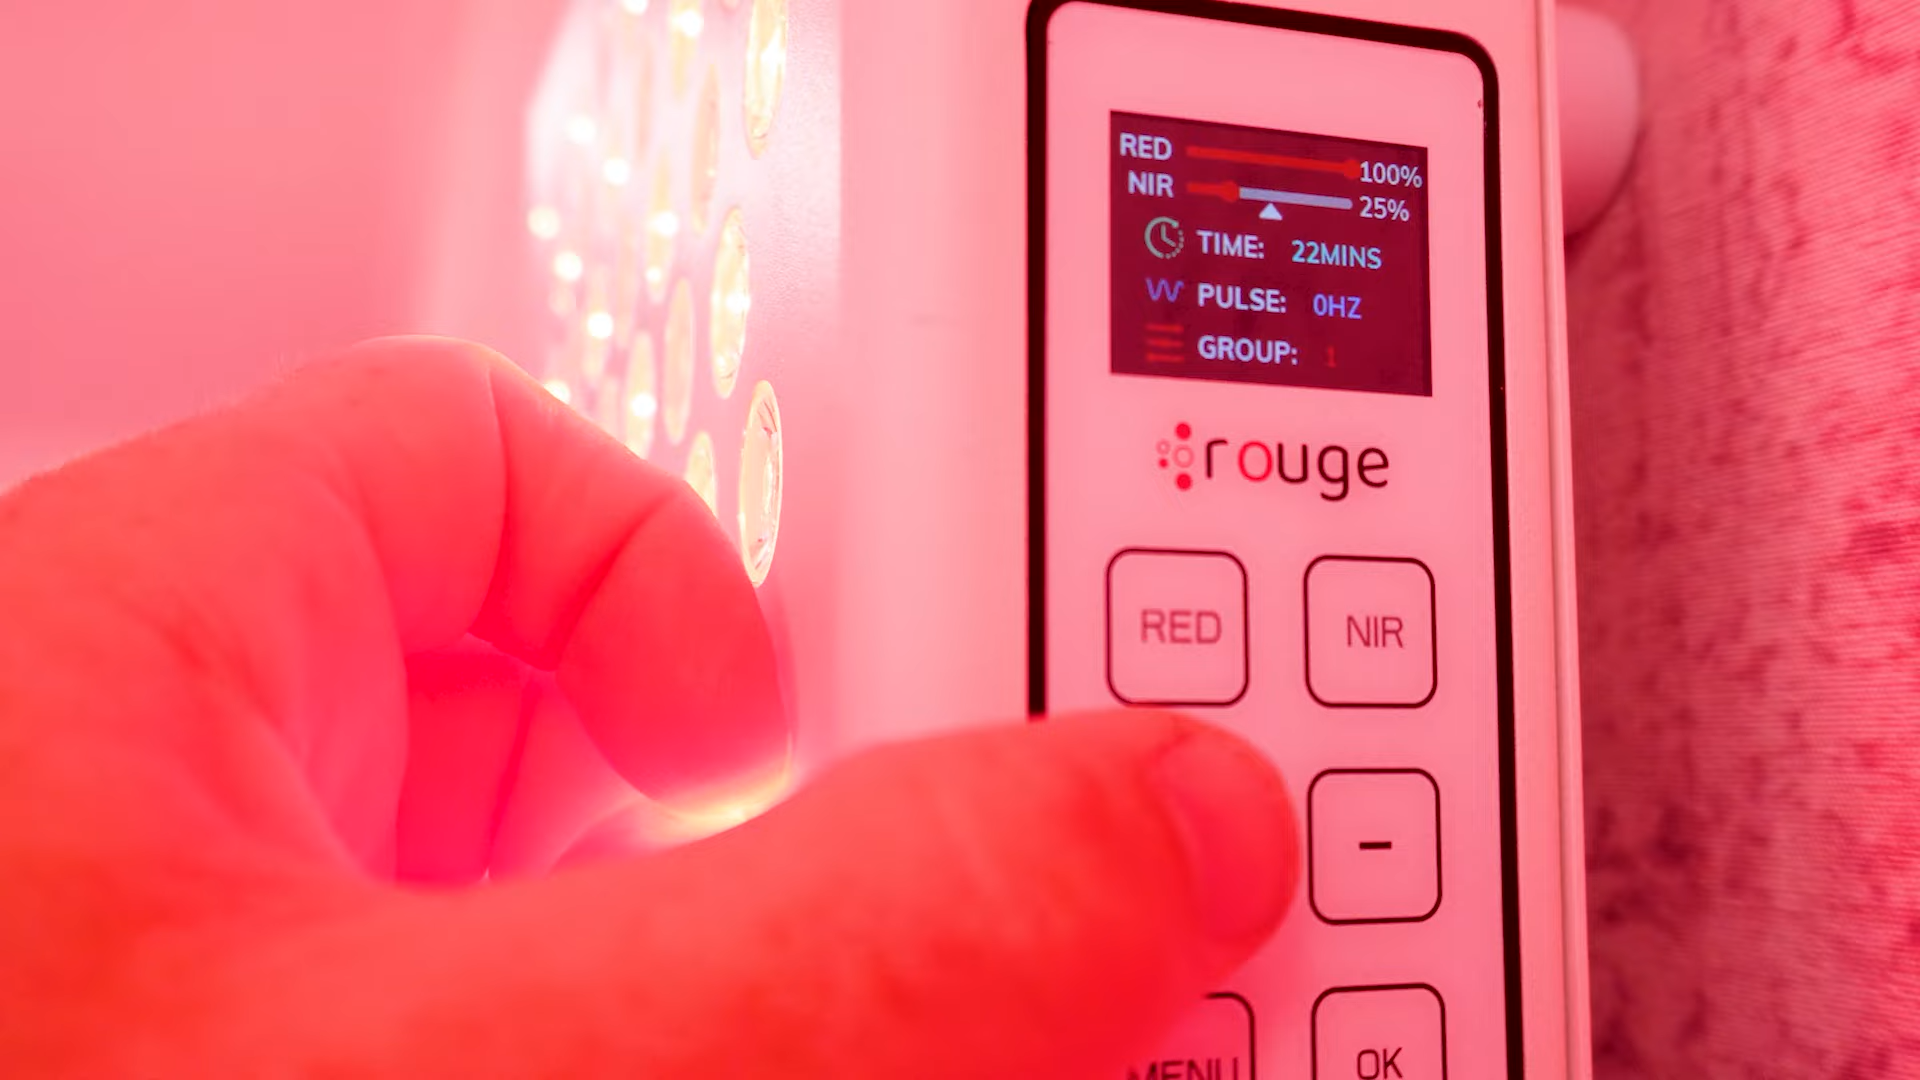 RED 100%
NIR 25%
TIME: 22MINS
PULSE: 0HZ
GROUP: 1
rouge
RED NIR
-
MENU OK